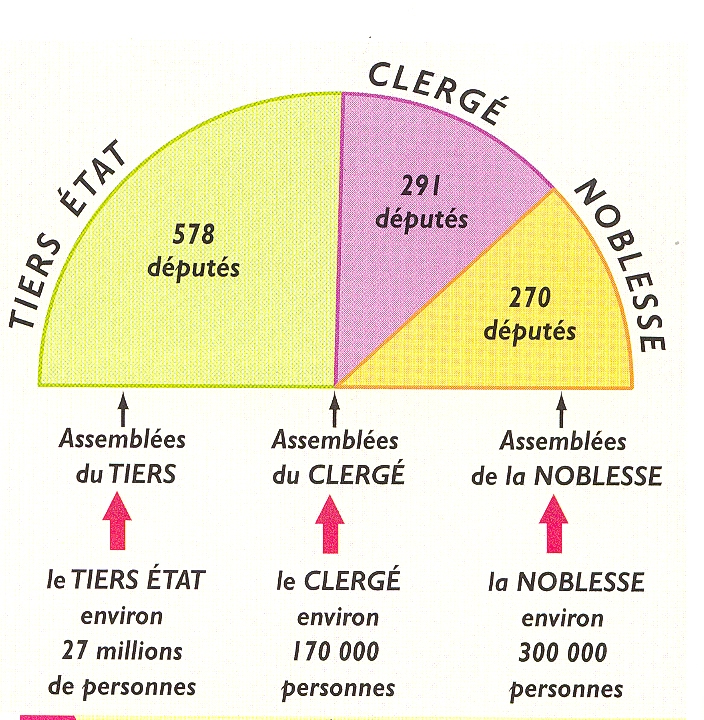 CLERGÉ
TIERS ÉTAT
NOBLESSE
578
députés
291
députés
270
députés
Assemblées
du TIERS
Assemblées
du CLERGÉ
Assemblées
de la NOBLESSE
le TIERS ÉTAT
environ
27 millions
de personnes
le CLERGÉ
environ
170 000
personnes
la NOBLESSE
environ
300 000
personnes